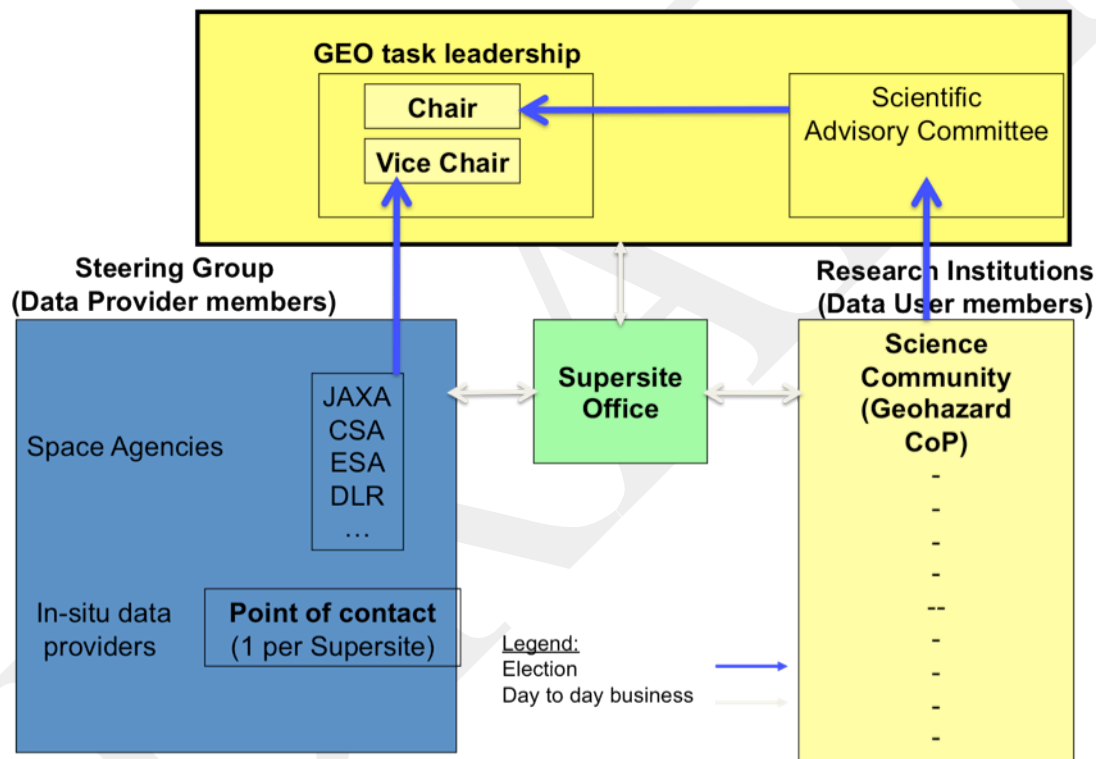 GEO task leadership
Chair
Vice Chair
Scientific
Advisory Committee
Steering Group
(Data Provider members)
Research Institutions
(Data User members)
Space Agencies
JAXA
CSA
ESA
DLR
…
In-situ data
providers
Point of contact
(1 per Supersite)
Supersite
Office
Science
Community
(Geohazard
CoP)
-
-
-
-
--
-
-
-
-
Legend:
Election
Day to day business